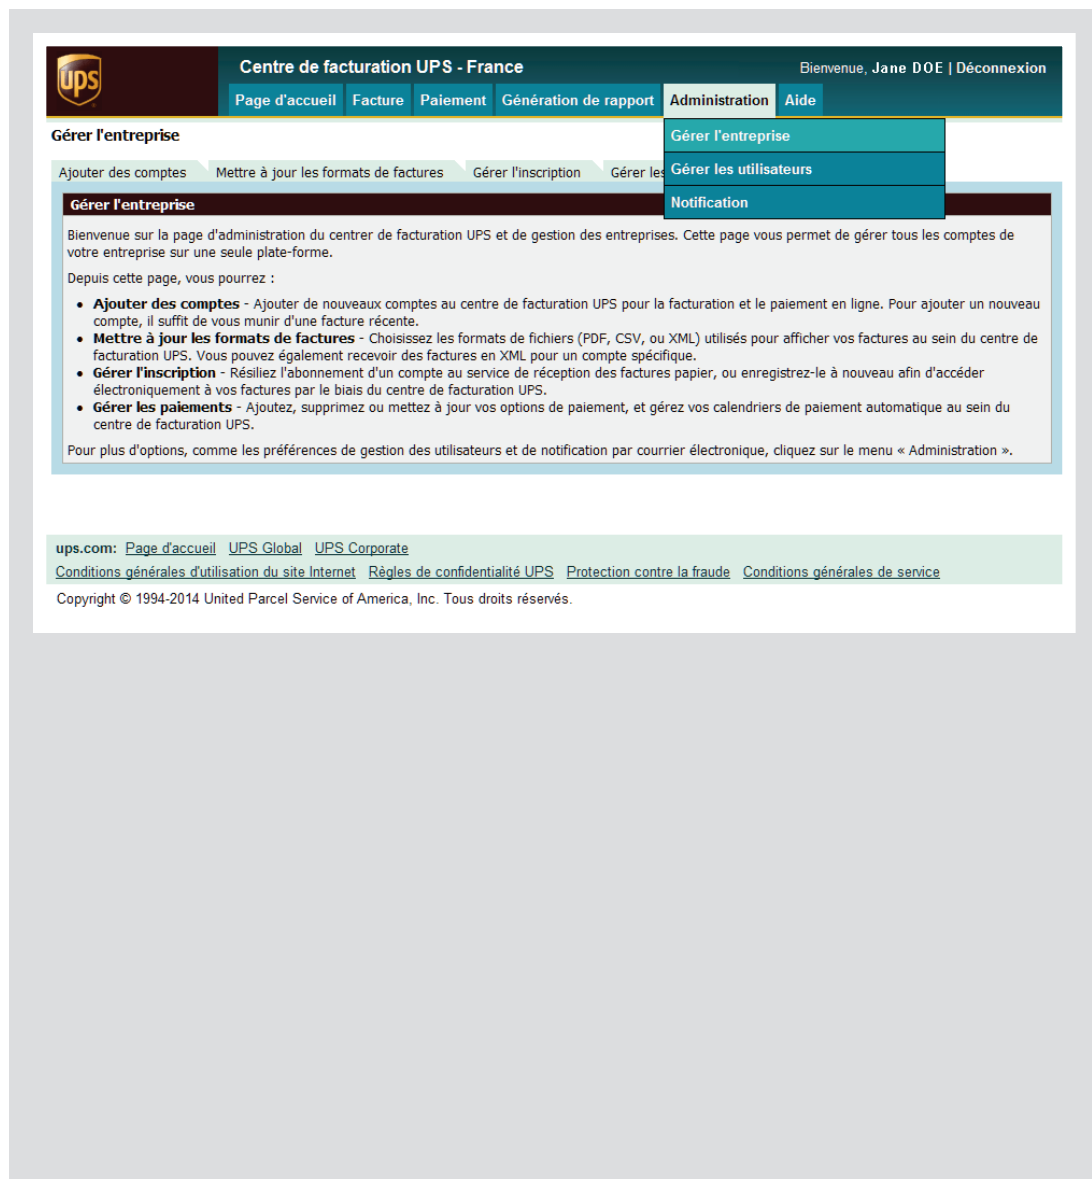 ups
Centre de facturation UPS - France
Bienvenue, Jane DOE | Déconnexion
Page d'accueil Facture Paiement Génération de rapport Administration Aide
Gérer l'entreprise
Gérer l'entreprise
Gérer les utilisateurs
Notification
Ajouter des comptes Mettre à jour les formats de factures Gérer l'inscription Gérer les
Gérer l'entreprise
Bienvenue sur la page d'administration du centrer de facturation UPS et de gestion des entreprises. Cette page vous permet de gérer tous les comptes de
votre entreprise sur une seule plate-forme.
Depuis cette page, vous pourrez :
• Ajouter des comptes - Ajouter de nouveaux comptes au centre de facturation UPS pour la facturation et le paiement en ligne. Pour ajouter un nouveau
compte, il suffit de vous munir d'une facture récente.
• Mettre à jour les formats de factures - Choisissez les formats de fichiers (PDF, CSV, ou XML) utilisés pour afficher vos factures au sein du centre de
facturation UPS. Vous pouvez également recevoir des factures en XML pour un compte spécifique.
• Gérer l'inscription - Résiliez l'abonnement d'un compte au service de réception des factures papier, ou enregistrez-le à nouveau afin d'accéder
électroniquement à vos factures par le biais du centre de facturation UPS.
• Gérer les paiements - Ajoutez, supprimez ou mettez à jour vos options de paiement, et gérez vos calendriers de paiement automatique au sein du
centre de facturation UPS.
Pour plus d'options, comme les préférences de gestion des utilisateurs et de notification par courrier électronique, cliquez sur le menu « Administration ».
ups.com: Page d'accueil UPS Global UPS Corporate
Conditions générales d'utilisation du site Internet Règles de confidentialité UPS Protection contre la fraude Conditions générales de service
Copyright © 1994-2014 United Parcel Service of America, Inc. Tous droits réservés.